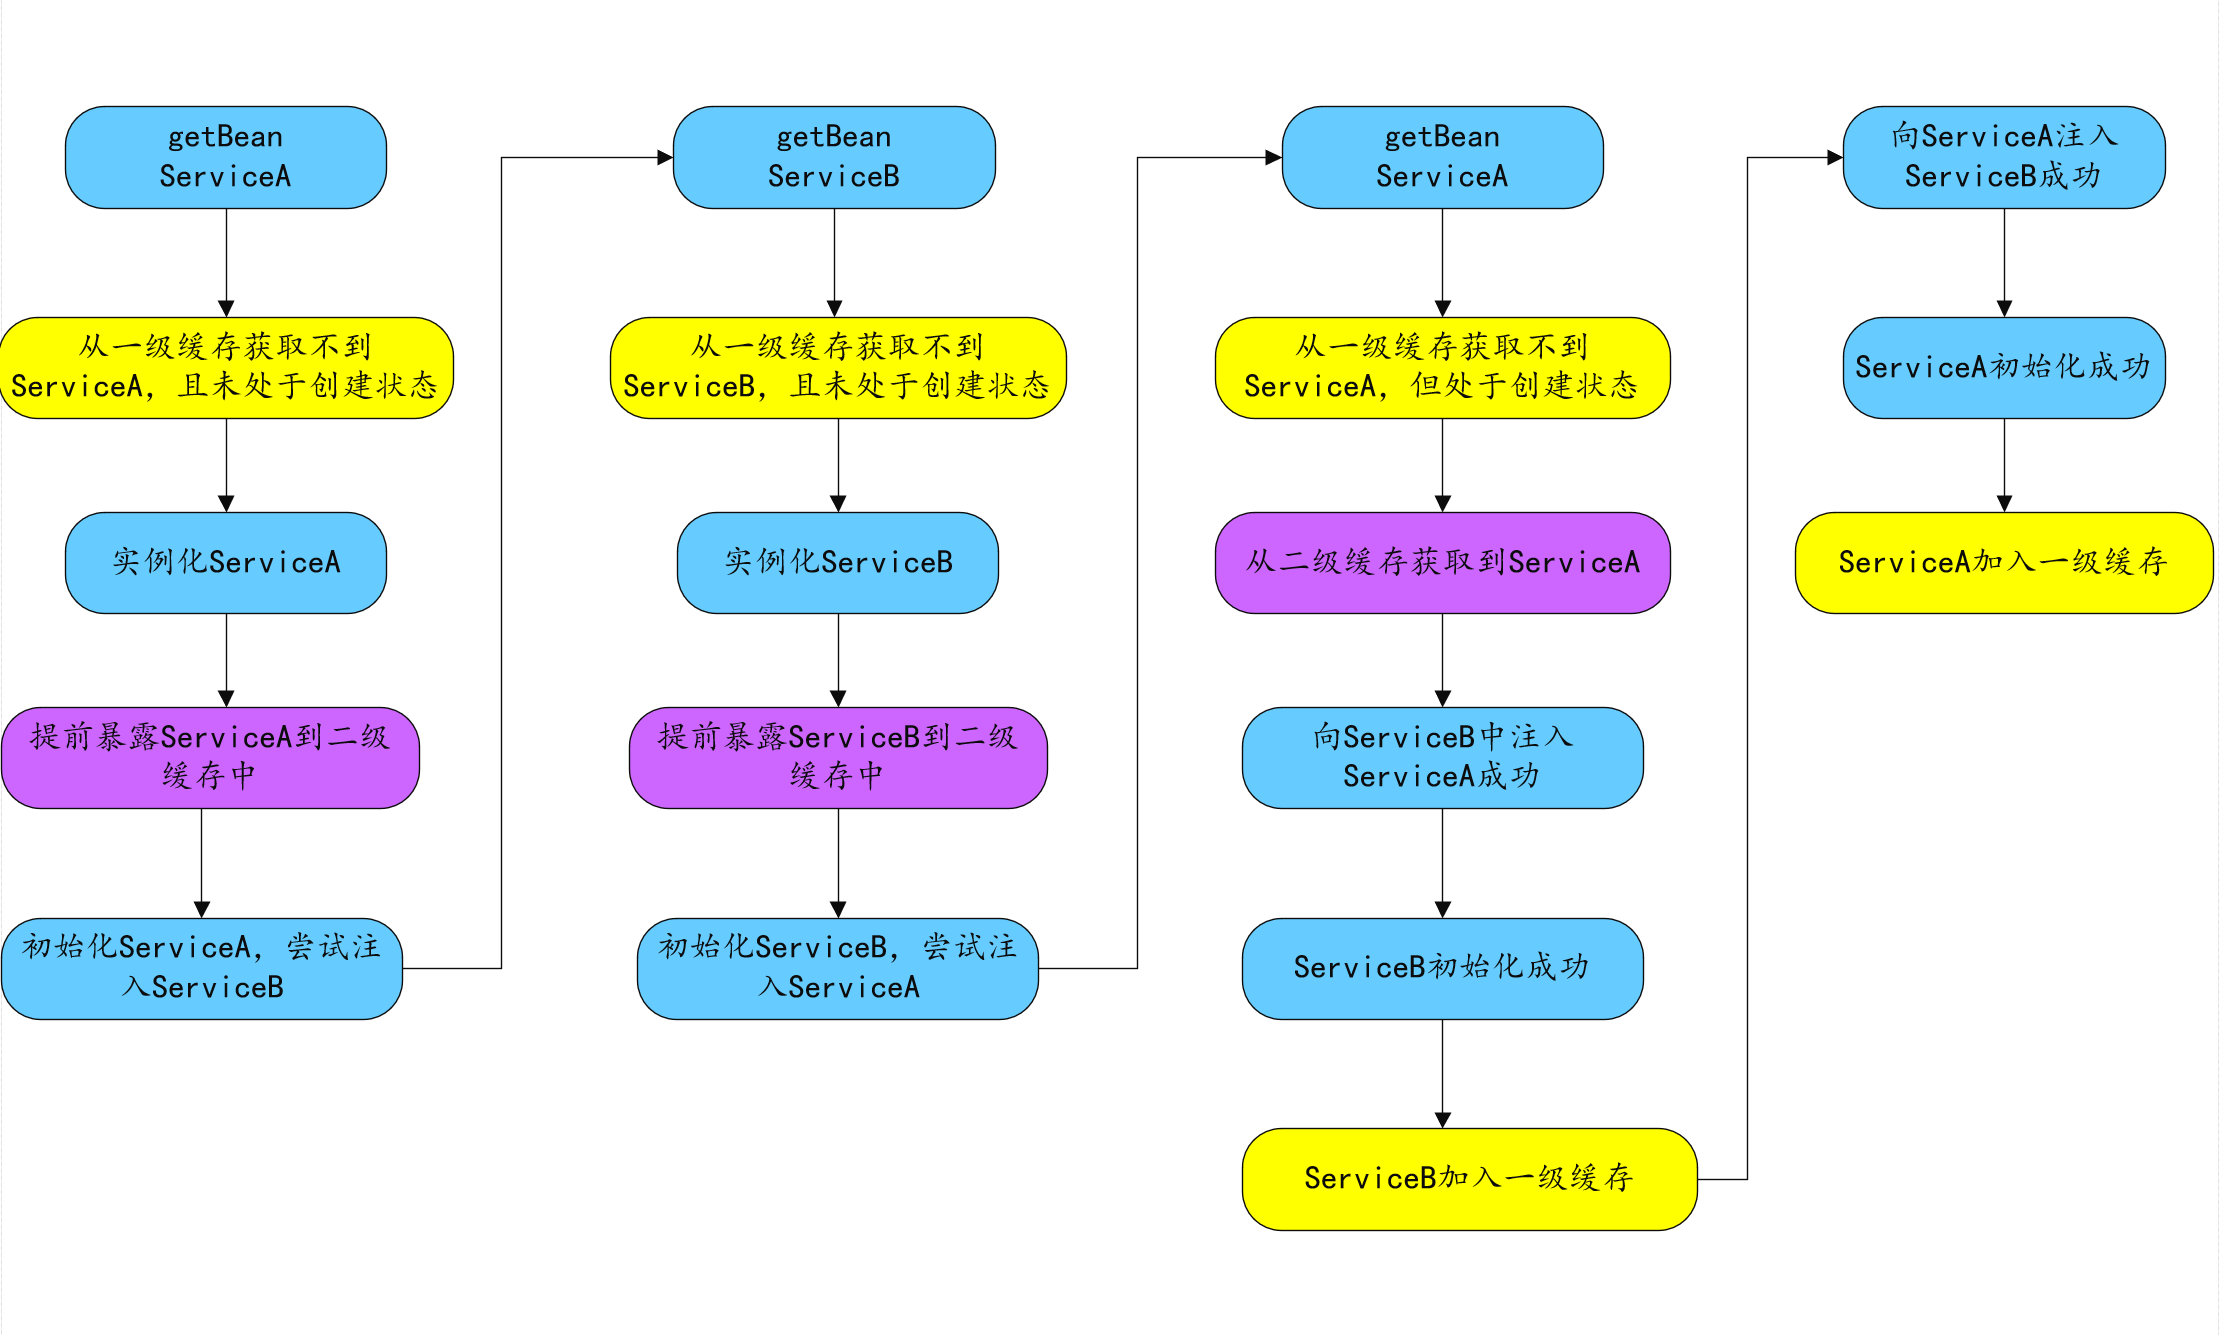 getBean
ServiceA
从一级缓存获取不到
ServiceA，且未处于创建状态
实例化ServiceA
提前暴露ServiceA到二级
缓存中
初始化ServiceA，尝试注
入ServiceB
getBean
ServiceB
从一级缓存获取不到
ServiceB，且未处于创建状态
实例化ServiceB
提前暴露ServiceB到二级
缓存中
初始化ServiceB，尝试注
入ServiceA
getBean
ServiceA
从一级缓存获取不到
ServiceA，但处于创建状态
从二级缓存获取到ServiceA
向ServiceB中注入
ServiceA成功
ServiceB初始化成功
ServiceB加入一级缓存
向ServiceA注入
ServiceB成功
ServiceA初始化成功
ServiceA加入一级缓存